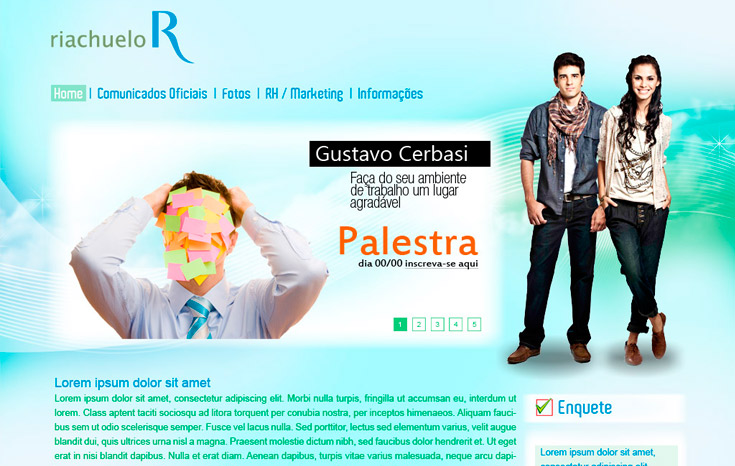 riachuelo R
Home | Comunicados Oficiais | Fotos | RH / Marketing | Informações
Gustavo Cerbasi
Faça do seu ambiente
de trabalho um lugar
agradável
Palestra
dia 00/00 inscreva-se aqui
1 2 3 4 5
Lorem ipsum dolor sit amet
Lorem ipsum dolor sit amet, consectetur adipiscing elit. Morbi nulla turpis, fringilla ut accumsan eu, interdum ut
lorem. Class aptent taciti sociosqu ad litora torquent per conubia nostra, per inceptos himenaeos. Aliquam fauci-
bus sem ut odio scelerisque semper. Fusce vel lacus nulla. Sed porttitor, lectus sed elementum varius, elit augue
blandit dui, quis ultrices urna nisl a magna. Praesent molestie dictum nibh, sed faucibus dolor hendrerit et. Ut eget
erat in nisi blandit dapibus. Aenean dapibus, turpis vitae varius malesuada, neque arcu dapi-
Enquete
Lorem ipsum dolor sit amet,